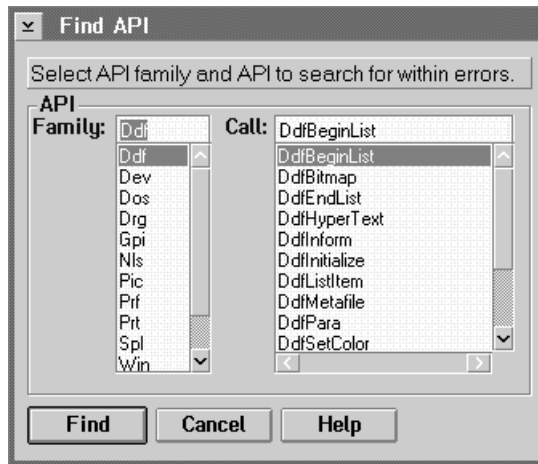 Find API
Select API family and API to search for within errors.
API
Family: Ddf
Ddf
Dev
Dos
Drg
Gpi
Nls
Pic
Prf
Prt
Spl
Win
Call: DdfBeginList
DdfBeginList
DdfBitmap
DdfEndList
DdfHyperText
DdfInform
DdfInitialize
DdfListItem
DdfMetafile
DdfPara
DdfSetColor
Find Cancel Help